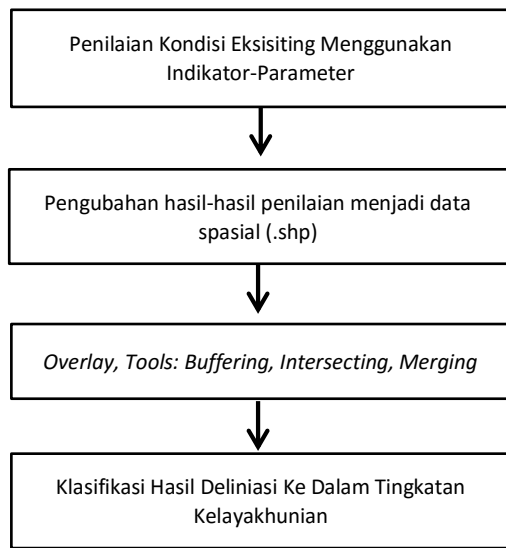 Penilaian Kondisi Eksisiting Menggunakan
Indikator-Parameter
Pengubahan hasil-hasil penilaian menjadi data
spasial (.shp)
Overlay, Tools: Buffering, Intersecting, Merging
Klasifikasi Hasil Deliniasi Ke Dalam Tingkatan
Kelayakhunian